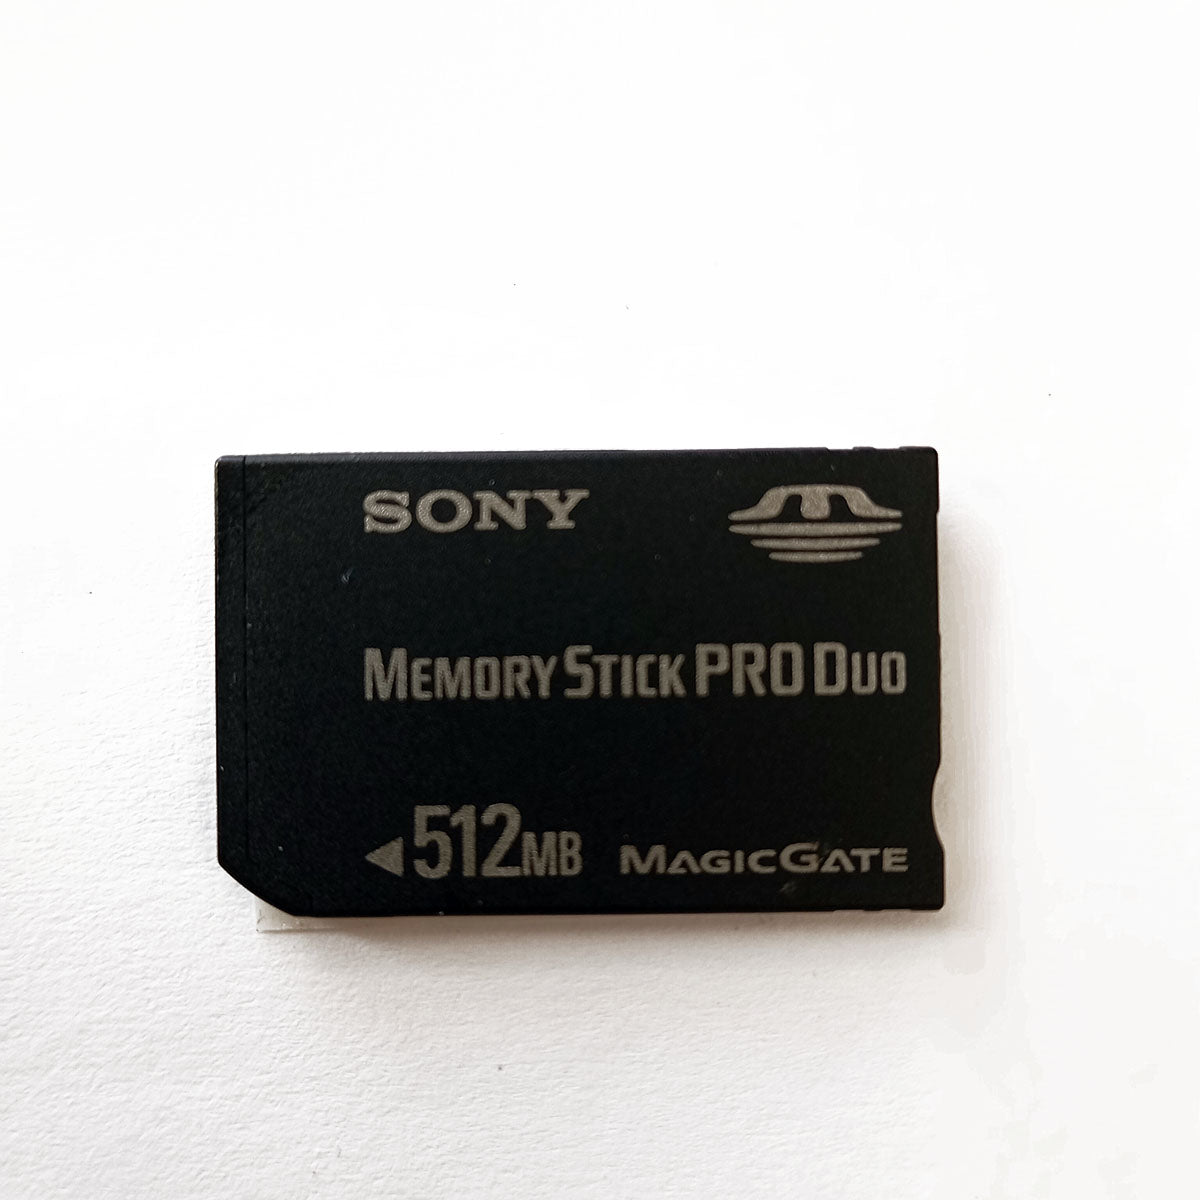 SONY
MEMORY STICK PRO DUO
512MB MAGICGATE